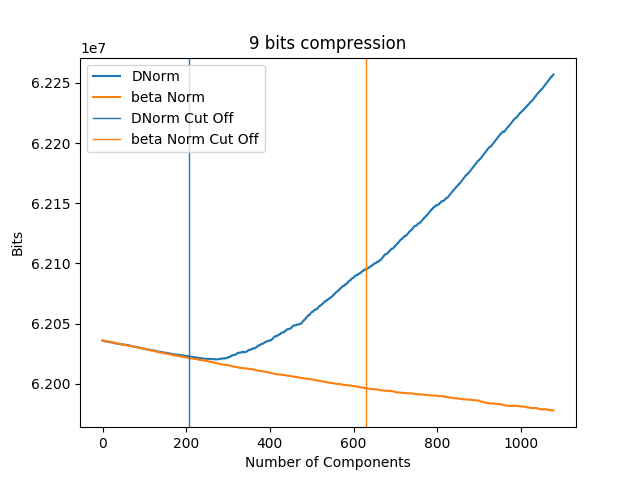 9 bits compression
1e7
DNorm
beta Norm
DNorm Cut Off
beta Norm Cut Off
6.225
6.220
6.215
6.210
6.205
6.200
Bits
0 200 400 600 800 1000
Number of Components